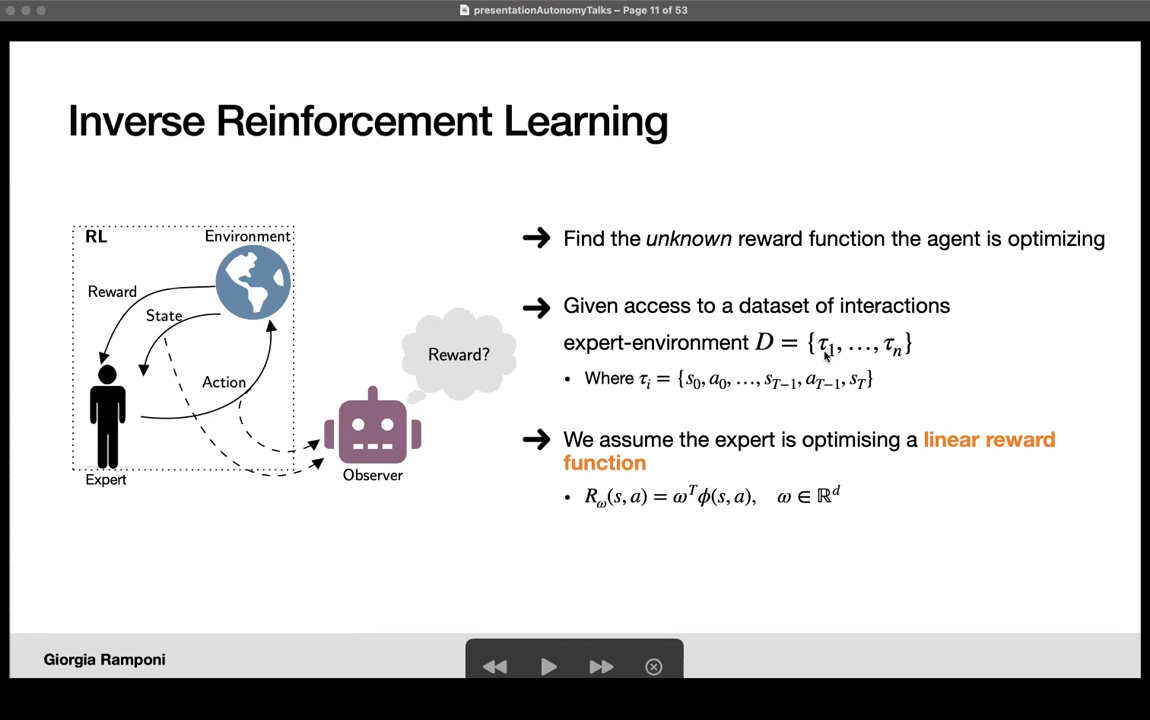 presentationAutonomyTalks – Page 11 of 53
Inverse Reinforcement Learning
RL
Environment
Reward
State
Action
Expert
Reward?
Observer
Find the unknown reward function the agent is optimizing
Given access to a dataset of interactions
expert-environment D = {τ₁, …, τₙ}
• Where τᵢ = {s₀, a₀, …, s_{T−1}, a_{T−1}, s_T}
We assume the expert is optimising a linear reward
function
• R_ω(s, a) = ω^T ϕ(s, a), ω ∈ ℝ^d
Giorgia Ramponi